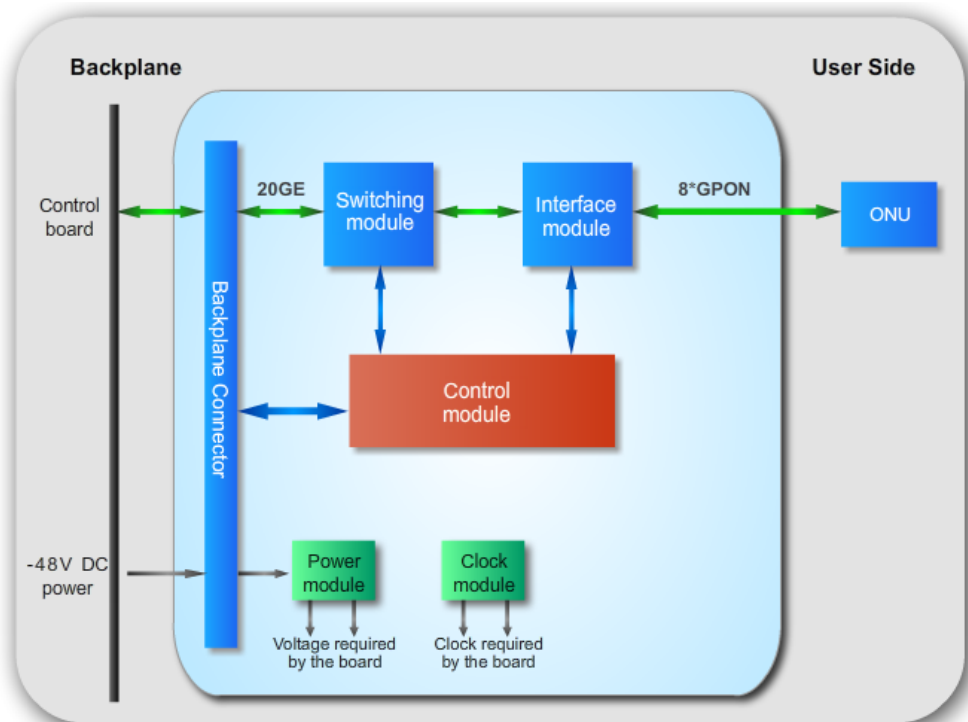 Backplane
User Side
Control
board
20GE
Switching
module
Interface
module
8*GPON
ONU
Backplane Connector
Control
module
-48V DC
power
Power
module
Clock
module
Voltage required
by the board
Clock required
by the board